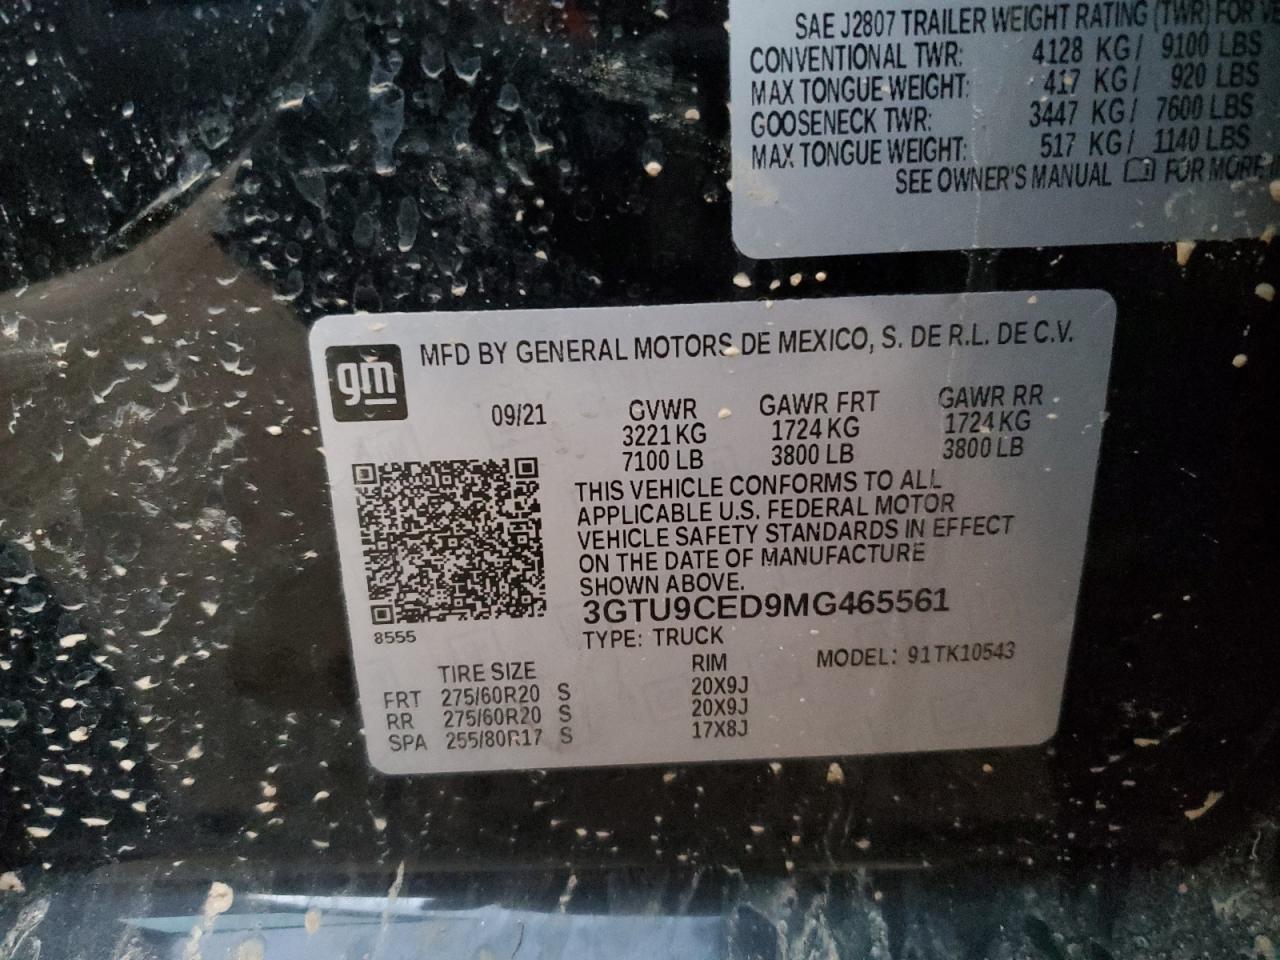 SAE J2807 TRAILER WEIGHT RATING (TWR) FOR
CONVENTIONAL TWR: 4128 KG/ 9100 LBS
MAX TONGUE WEIGHT: 417 KG/ 920 LBS
GOOSENECK TWR: 3447 KG/ 7600 LBS
MAX TONGUE WEIGHT: 517 KG/ 1140 LBS
SEE OWNER'S MANUAL FOR MORE
gm
MFD BY GENERAL MOTORS DE MEXICO, S. DE R.L. DE C.V.
09/21 GVWR GAWR FRT GAWR RR
3221 KG 1724 KG 1724 KG
7100 LB 3800 LB 3800 LB
THIS VEHICLE CONFORMS TO ALL
APPLICABLE U.S. FEDERAL MOTOR
VEHICLE SAFETY STANDARDS IN EFFECT
ON THE DATE OF MANUFACTURE
SHOWN ABOVE.
3GTU9CED9MG465561
8555
TYPE: TRUCK
TIRE SIZE RIM MODEL: 91TK10543
FRT 275/60R20 S 20X9J
RR 275/60R20 S 20X9J
SPA 255/80R17 S 17X8J